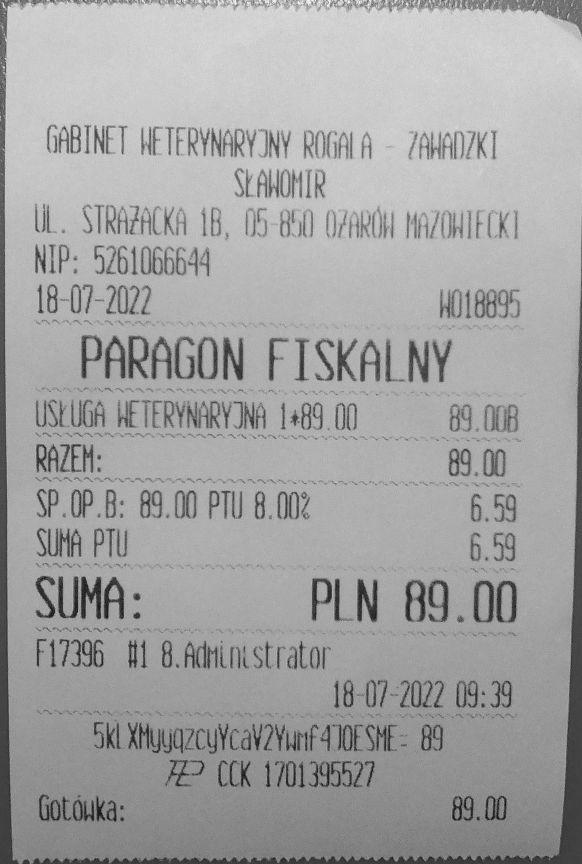 GABINET WETERYNARYJNY ROGALA - ZAWADZKI
SŁAWOMIR
UL. STRAŻACKA 1B, 05-850 OŻARÓW MAZOWIECKI
NIP: 5261066644
18-07-2022 W018895
PARAGON FISKALNY
USŁUGA WETERYNARYJNA 1*89.00 89.00B
RAZEM: 89.00
SP.OP.B: 89.00 PTU 8.00% 6.59
SUMA PTU 6.59
SUMA: PLN 89.00
F17396 #1 8.Administrator
18-07-2022 09:39
89
CCK 1701395527
Gotówka: 89.00